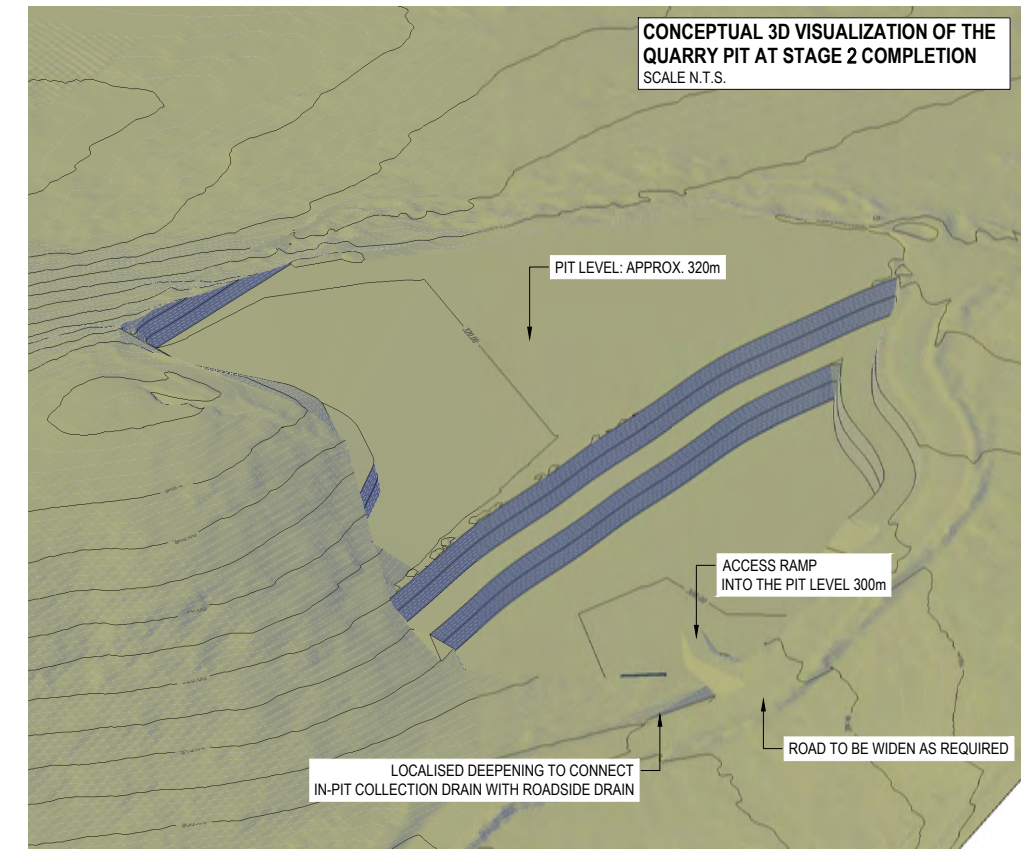 CONCEPTUAL 3D VISUALIZATION OF THE
QUARRY PIT AT STAGE 2 COMPLETION
SCALE N.T.S.
PIT LEVEL: APPROX. 320m
ACCESS RAMP
INTO THE PIT LEVEL 300m
ROAD TO BE WIDEN AS REQUIRED
LOCALISED DEEPENING TO CONNECT
IN-PIT COLLECTION DRAIN WITH ROADSIDE DRAIN